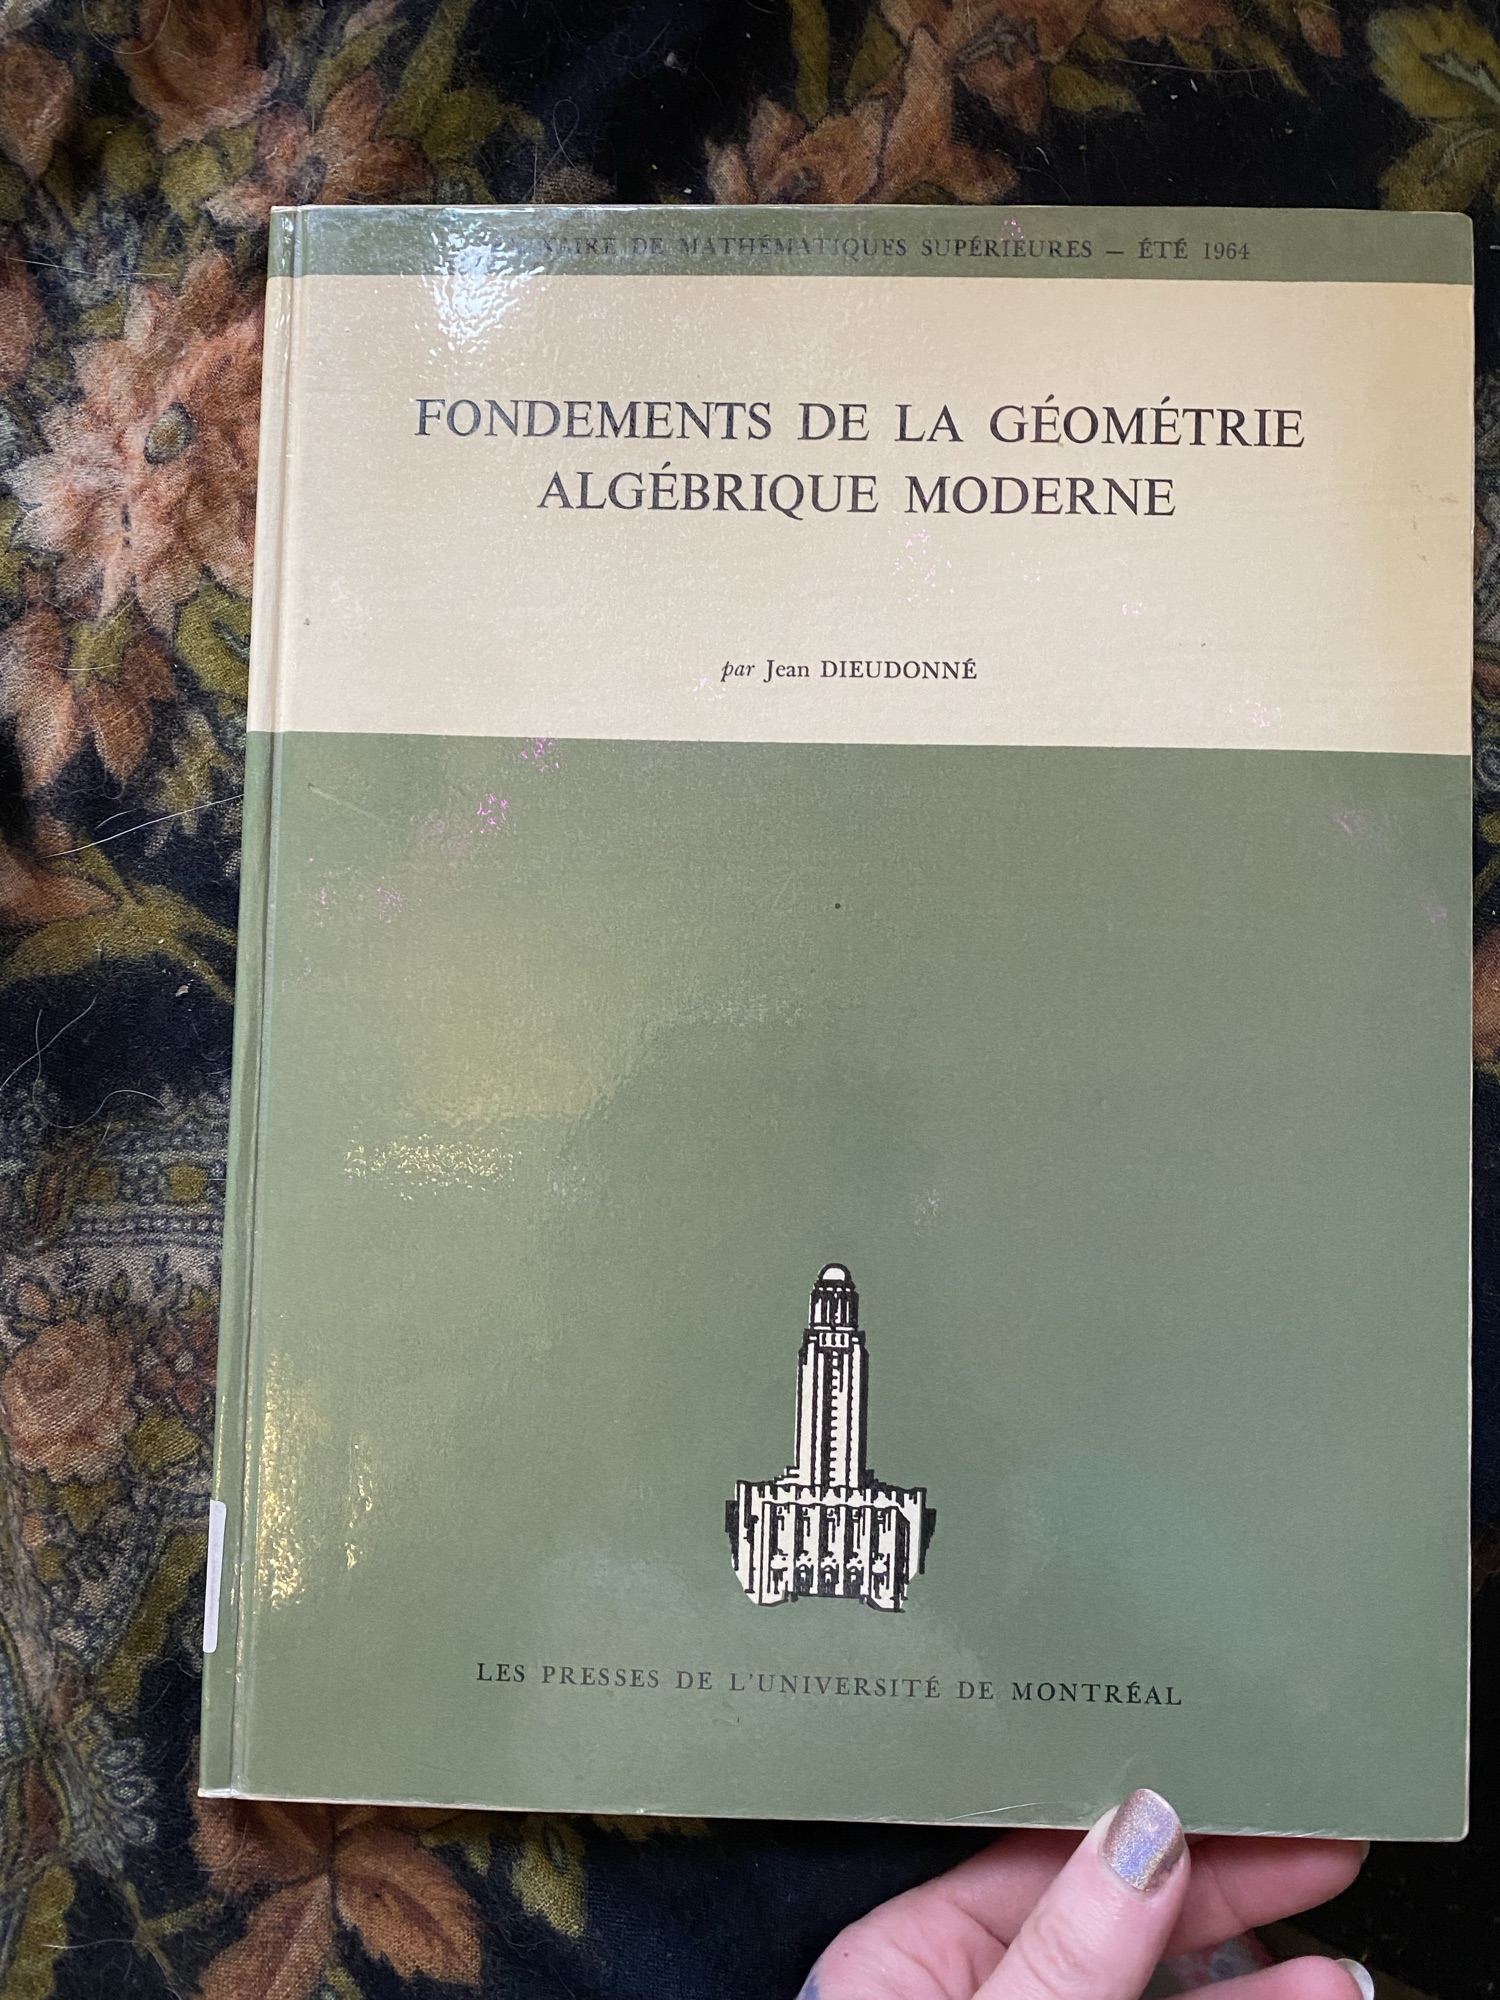 DE MATHÉMATIQUES SUPÉRIEURES — ÉTÉ 1964
FONDEMENTS DE LA GÉOMÉTRIE
ALGÉBRIQUE MODERNE
par Jean DIEUDONNÉ
LES PRESSES DE L'UNIVERSITÉ DE MONTRÉAL